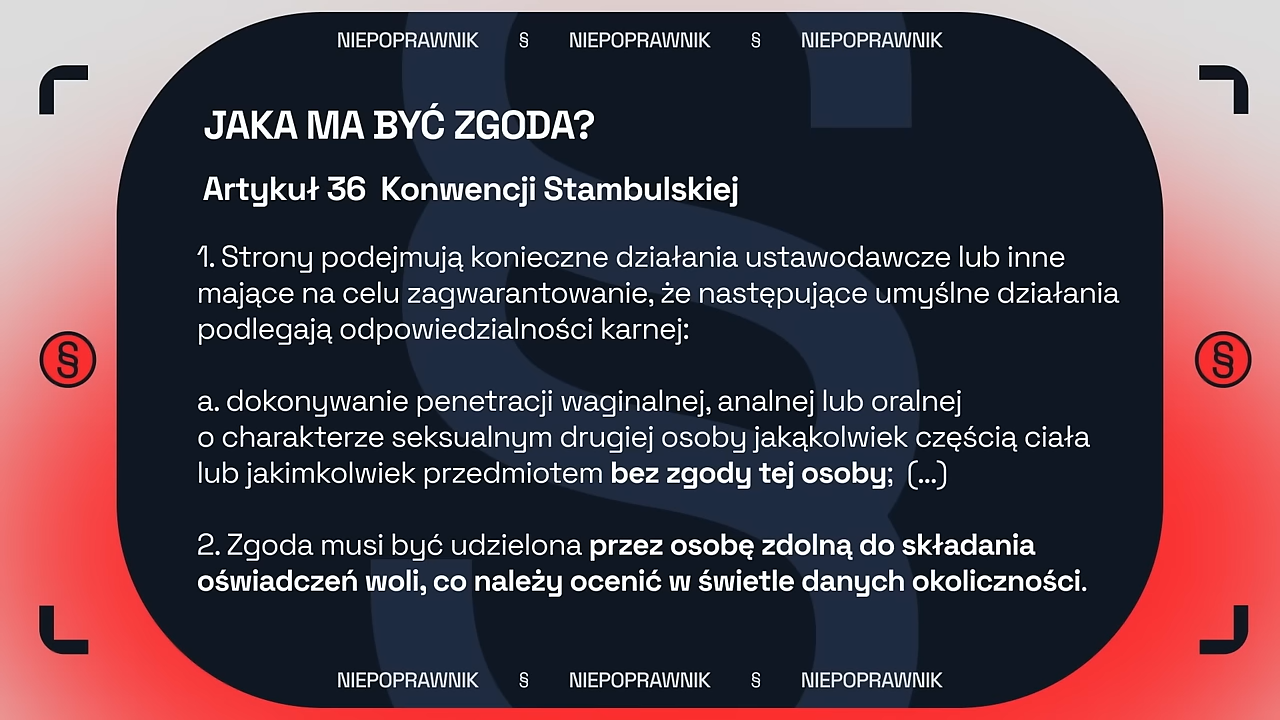 NIEPOPRAWNIK § NIEPOPRAWNIK § NIEPOPRAWNIK
JAKA MA BYĆ ZGODA?
Artykuł 36 Konwencji Stambulskiej
1. Strony podejmują konieczne działania ustawodawcze lub inne
mające na celu zagwarantowanie, że następujące umyślne działania
podlegają odpowiedzialności karnej:
a. dokonywanie penetracji waginalnej, analnej lub oralnej
o charakterze seksualnym drugiej osoby jakąkolwiek częścią ciała
lub jakimkolwiek przedmiotem bez zgody tej osoby; (...)
2. Zgoda musi być udzielona przez osobę zdolną do składania
oświadczeń woli, co należy ocenić w świetle danych okoliczności.
NIEPOPRAWNIK § NIEPOPRAWNIK § NIEPOPRAWNIK
§
§